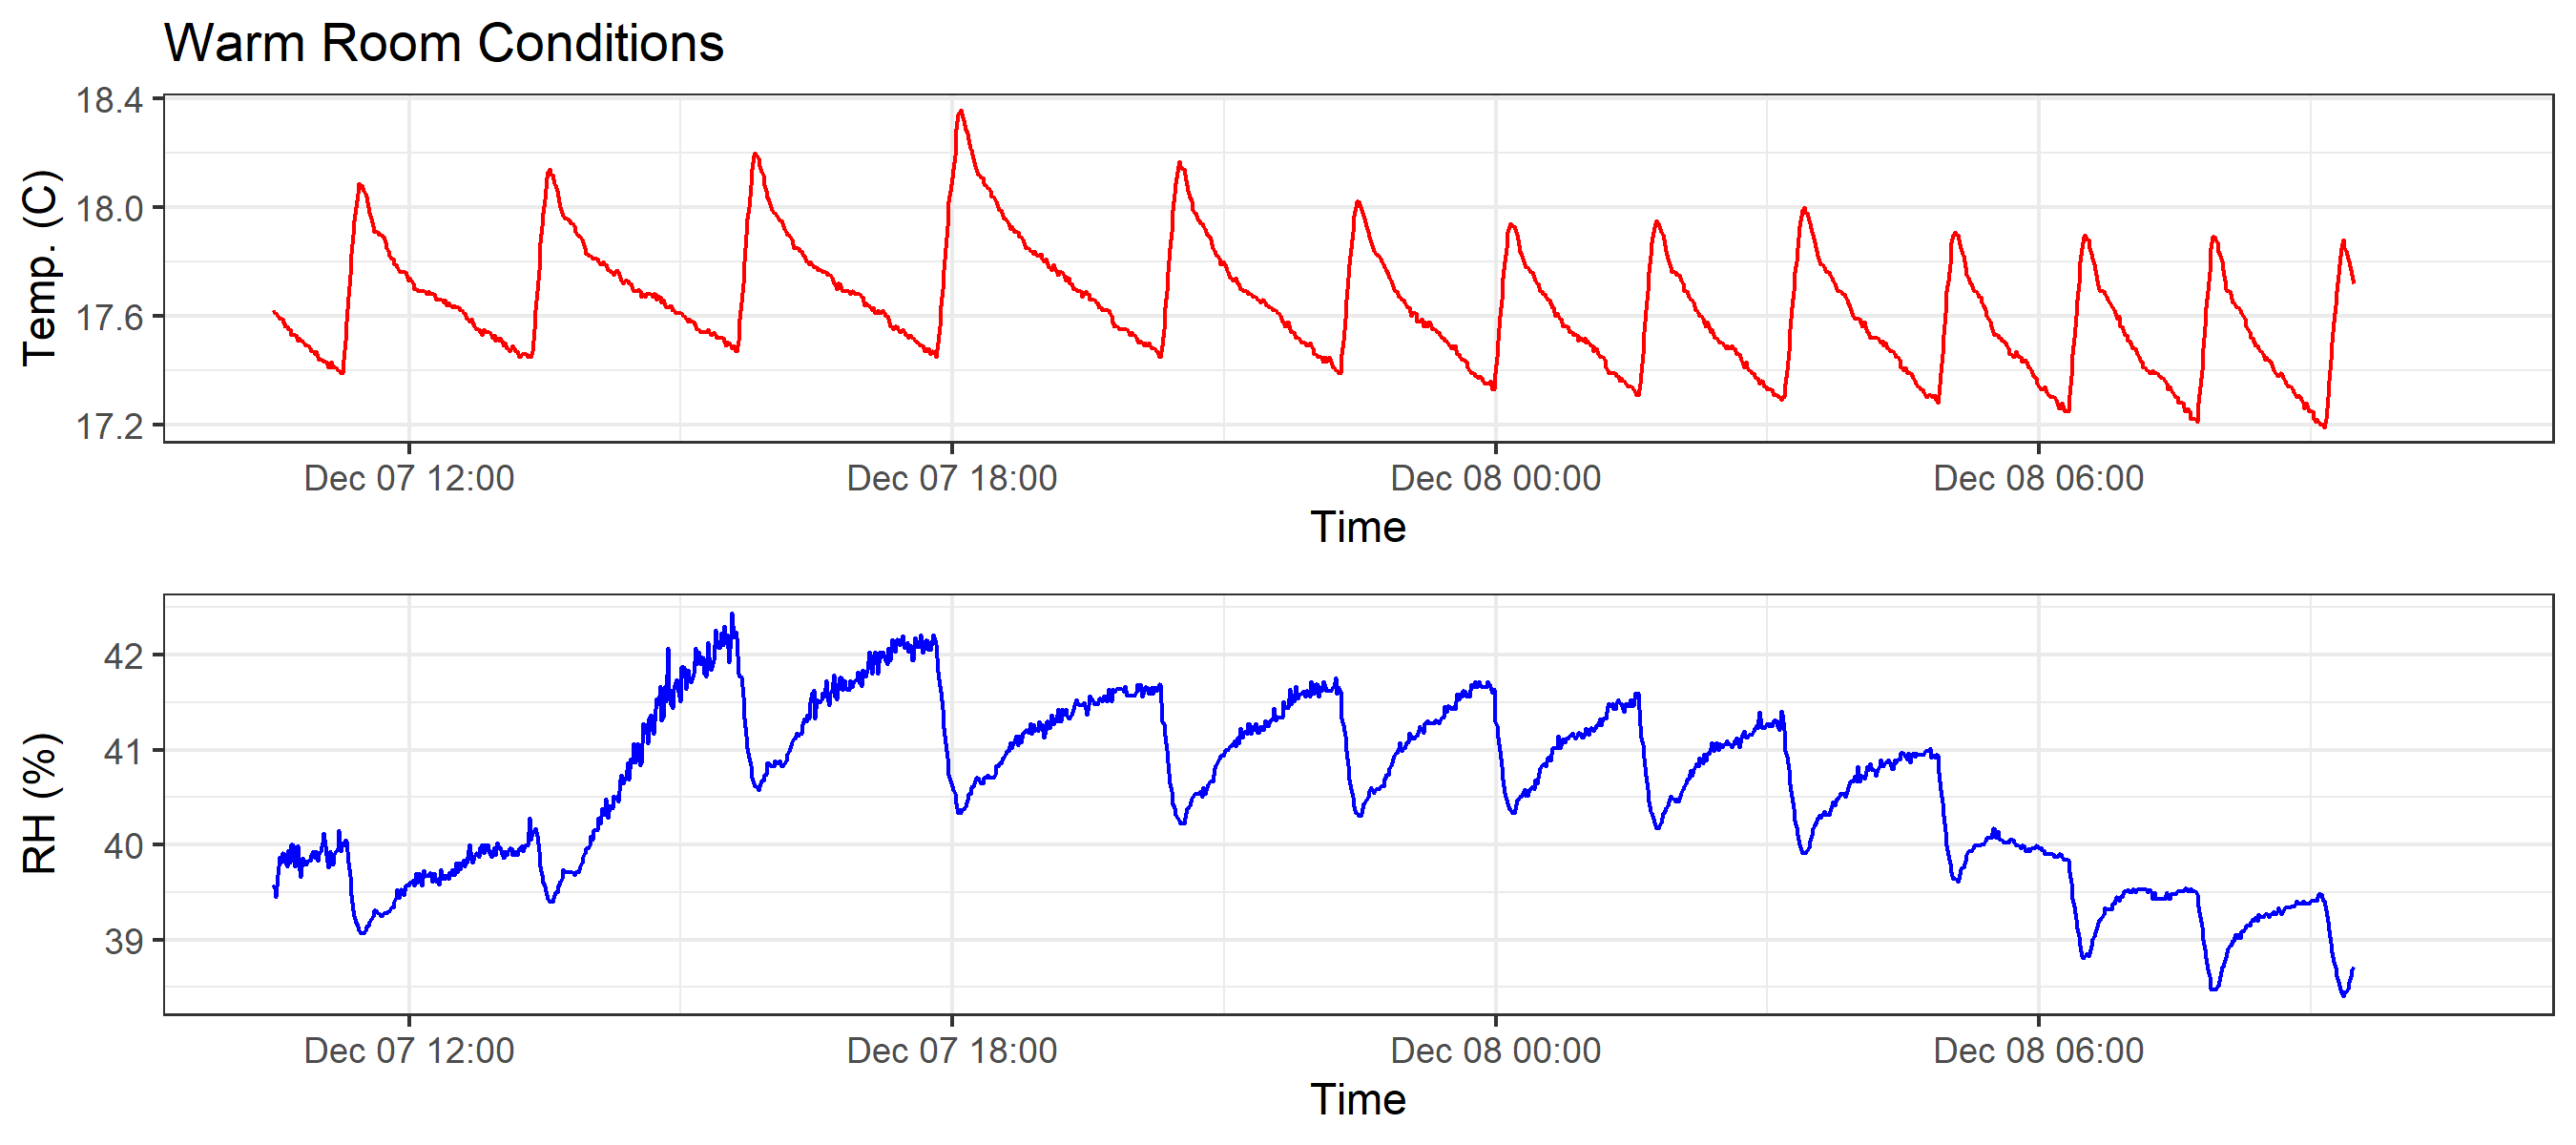 Warm Room Conditions
Temp. (C)
18.4
18.0
17.6
17.2
Dec 07 12:00 Dec 07 18:00 Dec 08 00:00 Dec 08 06:00
Time
RH (%)
42
41
40
39
Dec 07 12:00 Dec 07 18:00 Dec 08 00:00 Dec 08 06:00
Time